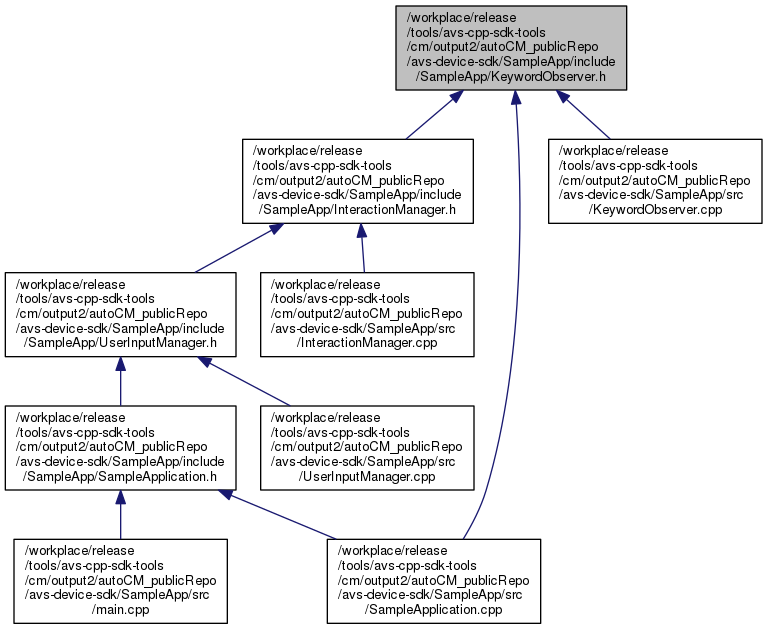 /workplace/release
/tools/avs-cpp-sdk-tools
/cm/output2/autoCM_publicRepo
/avs-device-sdk/SampleApp/include
/SampleApp/KeywordObserver.h
/workplace/release
/tools/avs-cpp-sdk-tools
/cm/output2/autoCM_publicRepo
/avs-device-sdk/SampleApp/include
/SampleApp/InteractionManager.h
/workplace/release
/tools/avs-cpp-sdk-tools
/cm/output2/autoCM_publicRepo
/avs-device-sdk/SampleApp/src
/KeywordObserver.cpp
/workplace/release
/tools/avs-cpp-sdk-tools
/cm/output2/autoCM_publicRepo
/avs-device-sdk/SampleApp/include
/SampleApp/UserInputManager.h
/workplace/release
/tools/avs-cpp-sdk-tools
/cm/output2/autoCM_publicRepo
/avs-device-sdk/SampleApp/src
/InteractionManager.cpp
/workplace/release
/tools/avs-cpp-sdk-tools
/cm/output2/autoCM_publicRepo
/avs-device-sdk/SampleApp/include
/SampleApp/SampleApplication.h
/workplace/release
/tools/avs-cpp-sdk-tools
/cm/output2/autoCM_publicRepo
/avs-device-sdk/SampleApp/src
/UserInputManager.cpp
/workplace/release
/tools/avs-cpp-sdk-tools
/cm/output2/autoCM_publicRepo
/avs-device-sdk/SampleApp/src
/main.cpp
/workplace/release
/tools/avs-cpp-sdk-tools
/cm/output2/autoCM_publicRepo
/avs-device-sdk/SampleApp/src
/SampleApplication.cpp